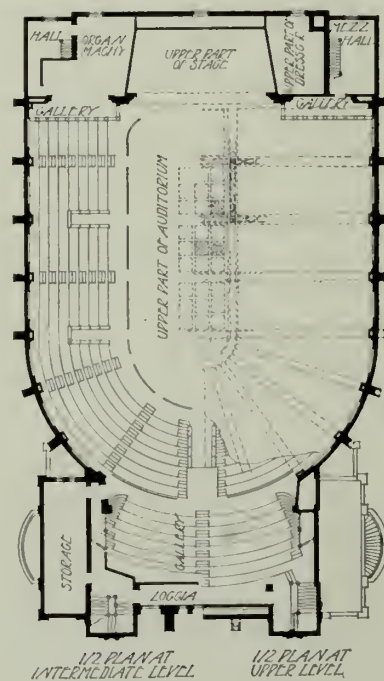 HALL
ORGAN
MACHY
UPPER PART
OF STAGE
UPPER PART OF
DRESS'G R
MEZZ
HALL
GALLERY
GALLERY
UPPER PART OF AUDITORIUM
STORAGE
GALLERY
LOGGIA
1/2 PLAN AT
INTERMEDIATE LEVEL
1/2 PLAN AT
UPPER LEVEL